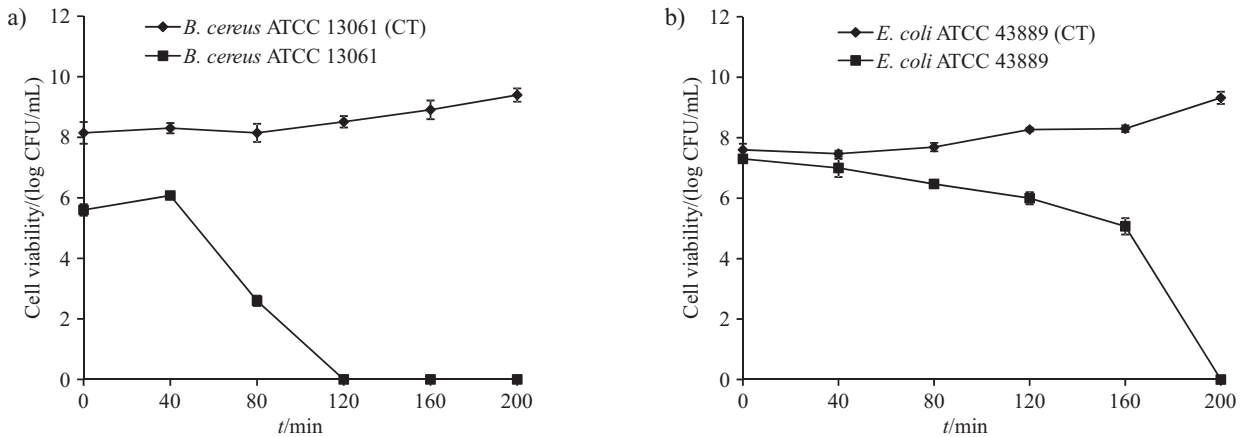 a)
B. cereus ATCC 13061 (CT)
B. cereus ATCC 13061
Cell viability/(log CFU/mL)
12
10
8
6
4
2
0
0 40 80 120 160 200
t/min
b)
E. coli ATCC 43889 (CT)
E. coli ATCC 43889
Cell viability/(log CFU/mL)
12
10
8
6
4
2
0
0 40 80 120 160 200
t/min